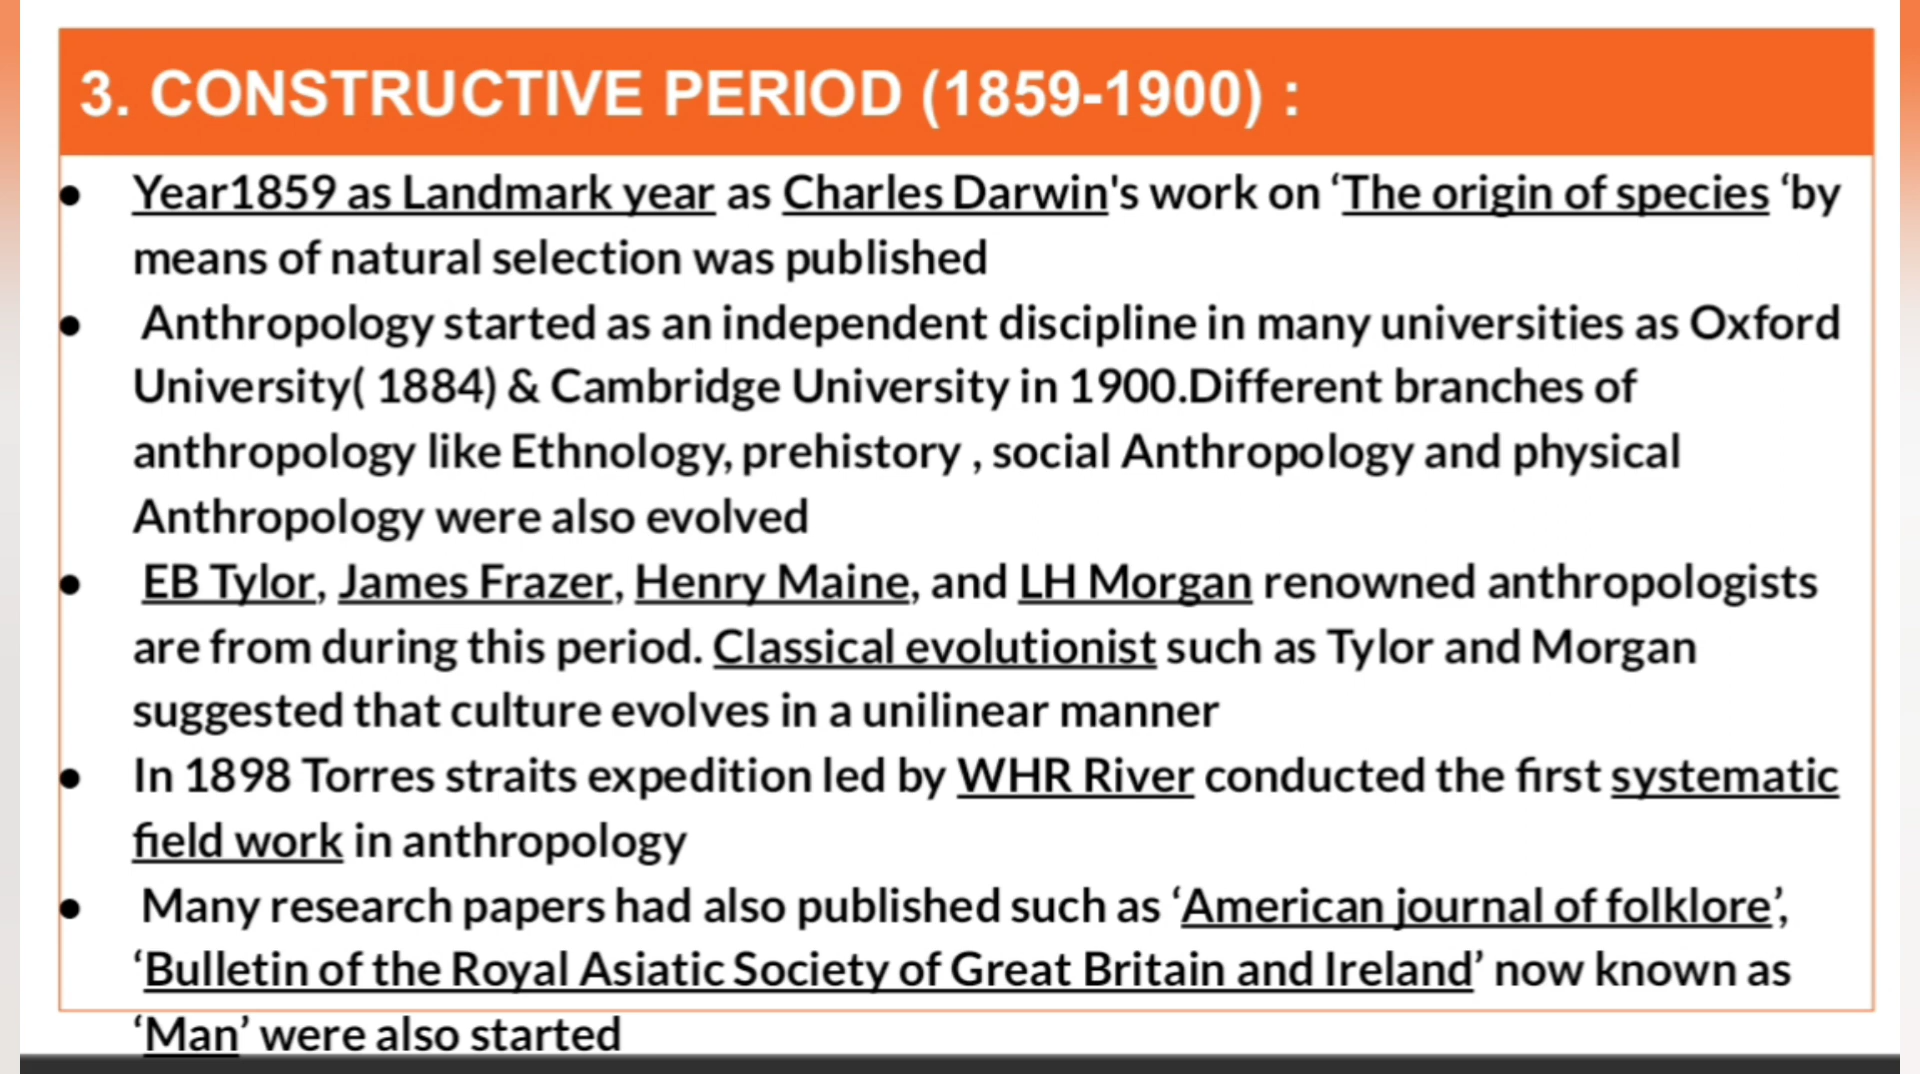 3. CONSTRUCTIVE PERIOD (1859-1900) :
● Year1859 as Landmark year as Charles Darwin's work on ‘The origin of species ‘by
means of natural selection was published
● Anthropology started as an independent discipline in many universities as Oxford
University( 1884) & Cambridge University in 1900.Different branches of
anthropology like Ethnology, prehistory , social Anthropology and physical
Anthropology were also evolved
● EB Tylor, James Frazer, Henry Maine, and LH Morgan renowned anthropologists
are from during this period. Classical evolutionist such as Tylor and Morgan
suggested that culture evolves in a unilinear manner
● In 1898 Torres straits expedition led by WHR River conducted the first systematic
field work in anthropology
● Many research papers had also published such as ‘American journal of folklore’,
‘Bulletin of the Royal Asiatic Society of Great Britain and Ireland’ now known as
‘Man’ were also started